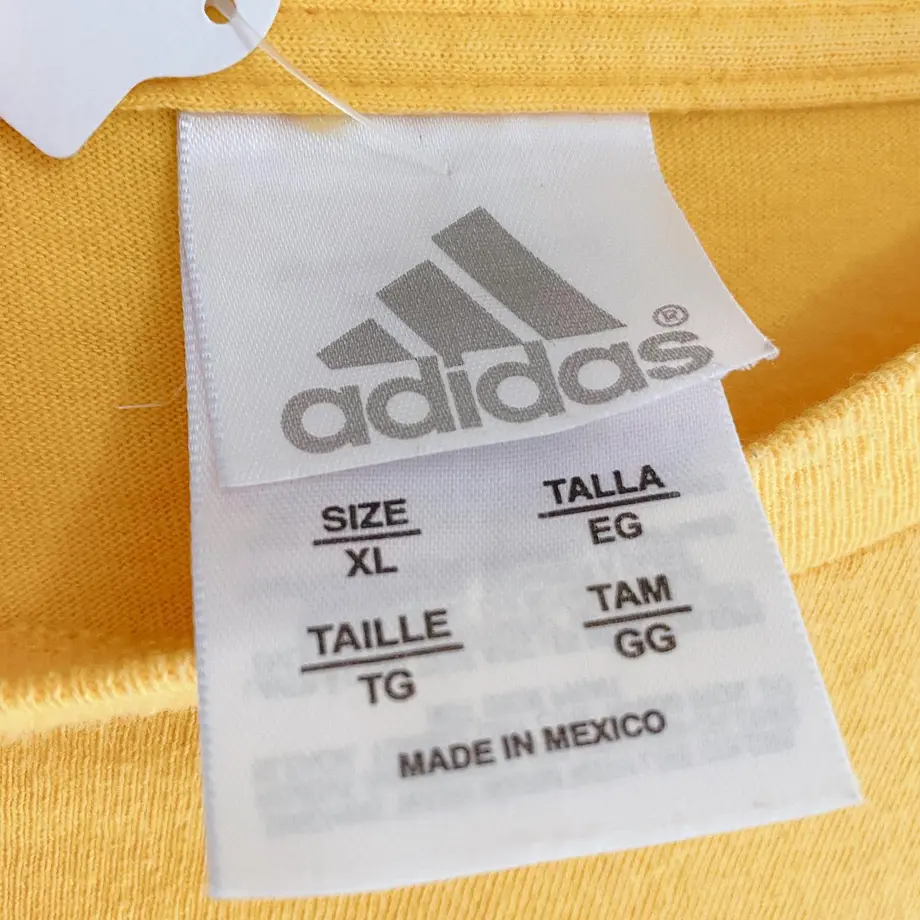 adidas®
SIZE
XL
TALLA
EG
TAILLE
TG
TAM
GG
MADE IN MEXICO